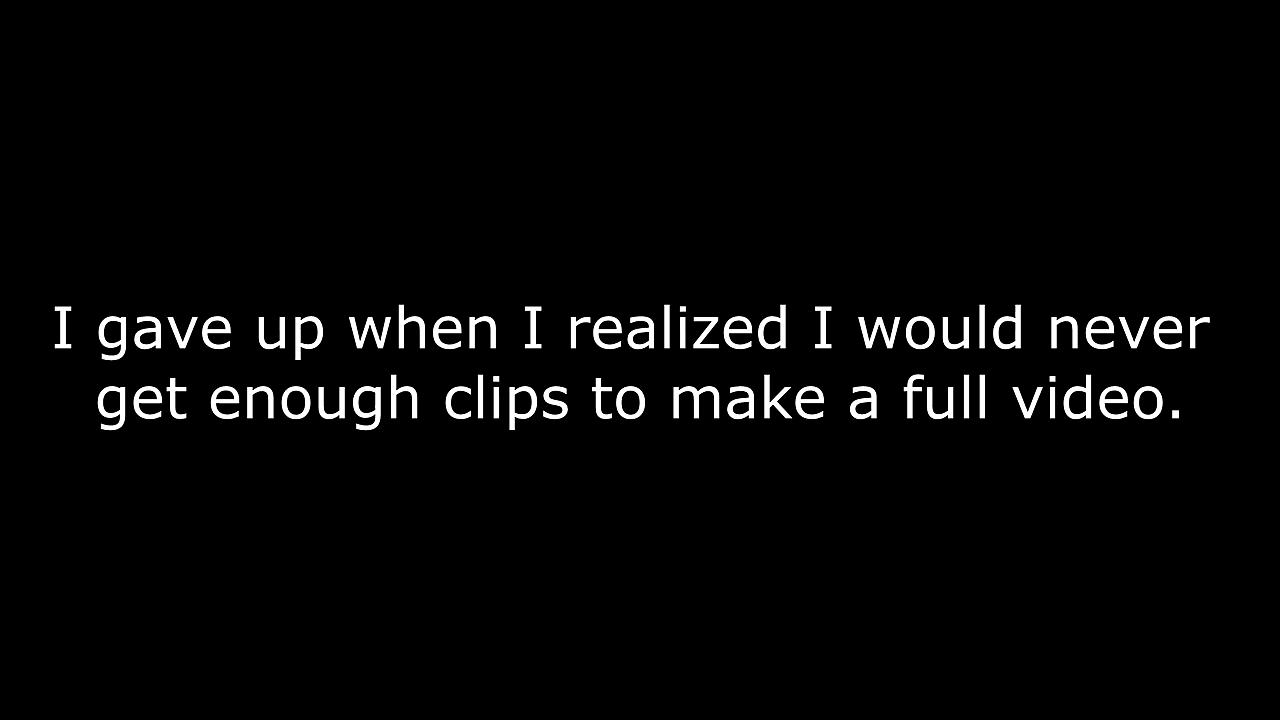 I gave up when I realized I would never
get enough clips to make a full video.